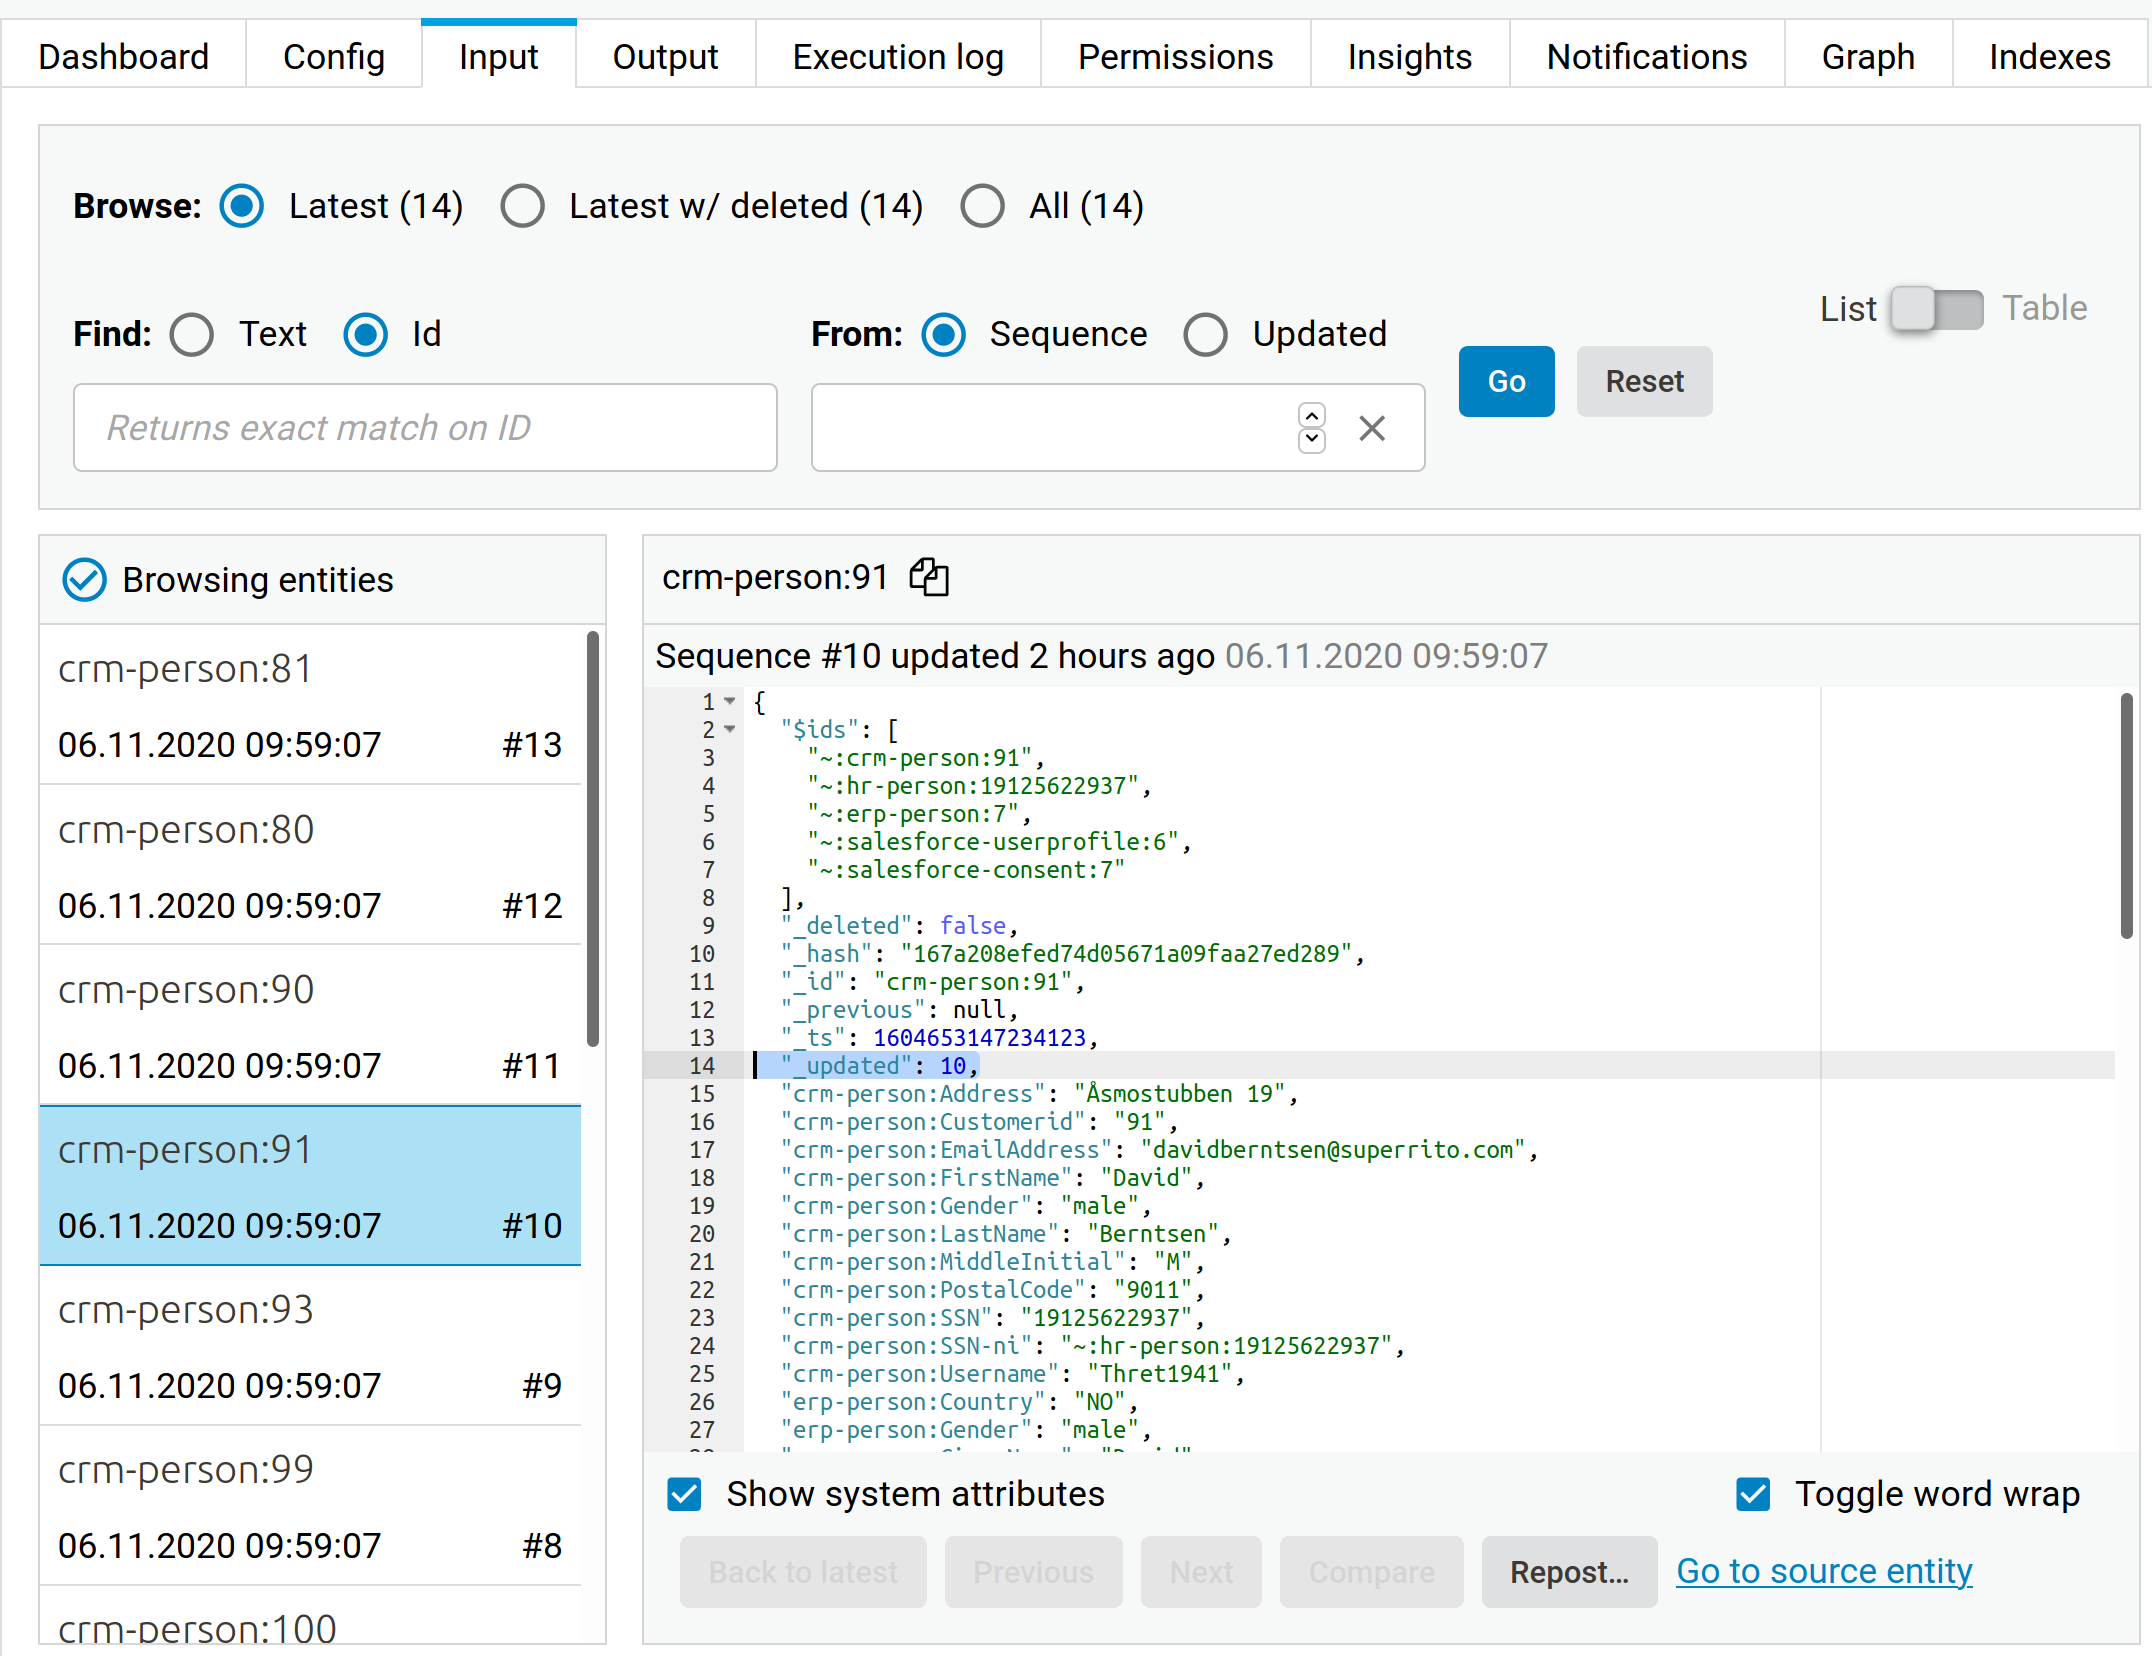 Dashboard Config Input Output Execution log Permissions Insights Notifications Graph Indexes
Browse: Latest (14) Latest w/ deleted (14) All (14)
Find: Text Id From: Sequence Updated
List Table
Returns exact match on ID
Go Reset
Browsing entities
crm-person:81
06.11.2020 09:59:07 #13
crm-person:80
06.11.2020 09:59:07 #12
crm-person:90
06.11.2020 09:59:07 #11
crm-person:91
06.11.2020 09:59:07 #10
crm-person:93
06.11.2020 09:59:07 #9
crm-person:99
06.11.2020 09:59:07 #8
crm-person:100
crm-person:91
Sequence #10 updated 2 hours ago 06.11.2020 09:59:07
1 {
2 "$ids": [
3 "~:crm-person:91",
4 "~:hr-person:19125622937",
5 "~:erp-person:7",
6 "~:salesforce-userprofile:6",
7 "~:salesforce-consent:7"
8 ],
9 "_deleted": false,
10 "_hash": "167a208efed74d05671a09faa27ed289",
11 "_id": "crm-person:91",
12 "_previous": null,
13 "_ts": 1604653147234123,
14 "_updated": 10,
15 "crm-person:Address": "Åsmostubben 19",
16 "crm-person:Customerid": "91",
17 "crm-person:EmailAddress": "davidberntsen@superrito.com",
18 "crm-person:FirstName": "David",
19 "crm-person:Gender": "male",
20 "crm-person:LastName": "Berntsen",
21 "crm-person:MiddleInitial": "M",
22 "crm-person:PostalCode": "9011",
23 "crm-person:SSN": "19125622937",
24 "crm-person:SSN-ni": "~:hr-person:19125622937",
25 "crm-person:Username": "Thret1941",
26 "erp-person:Country": "NO",
27 "erp-person:Gender": "male",
Show system attributes Toggle word wrap
Back to latest Previous Next Compare Repost... Go to source entity